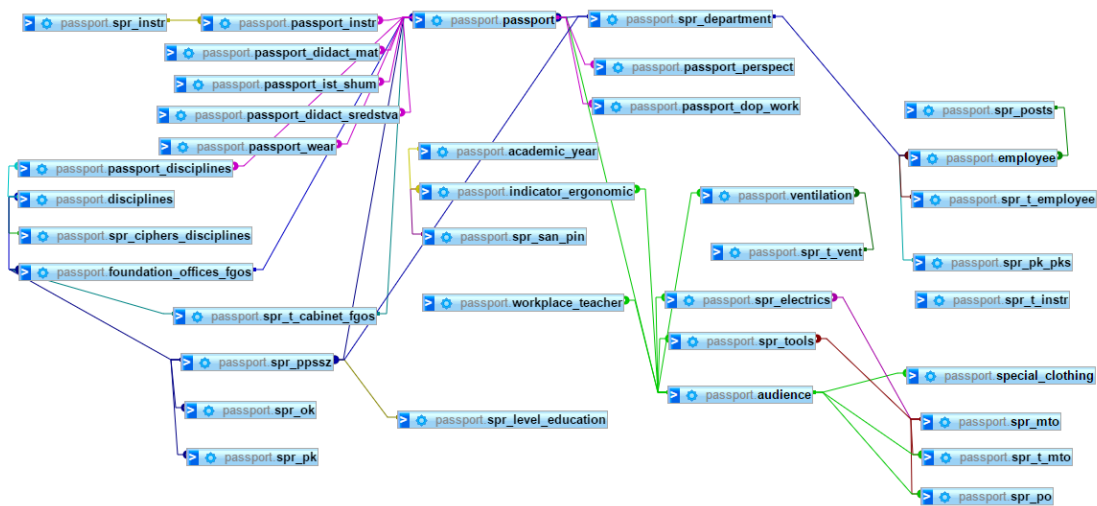 passport spr_instr
passport passport_instr
passport passport
passport spr_department
passport passport_didact_mat
passport passport_perspect
passport passport_ist_shum
passport passport_dop_work
passport spr_posts
passport passport_didact_sredstva
passport passport_wear
passport academic_year
passport employee
passport passport_disciplines
passport indicator_ergonomic
passport ventilation
passport disciplines
passport spr_t_employee
passport spr_ciphers_disciplines
passport spr_san_pin
passport spr_t_vent
passport spr_pk_pks
passport foundation_offices_fgos
passport workplace_teacher
passport spr_electrics
passport spr_t_instr
passport spr_t_cabinet_fgos
passport spr_tools
passport spr_ppssz
passport special_clothing
passport audience
passport spr_ok
passport spr_level_education
passport spr_mto
passport spr_pk
passport spr_t_mto
passport spr_po